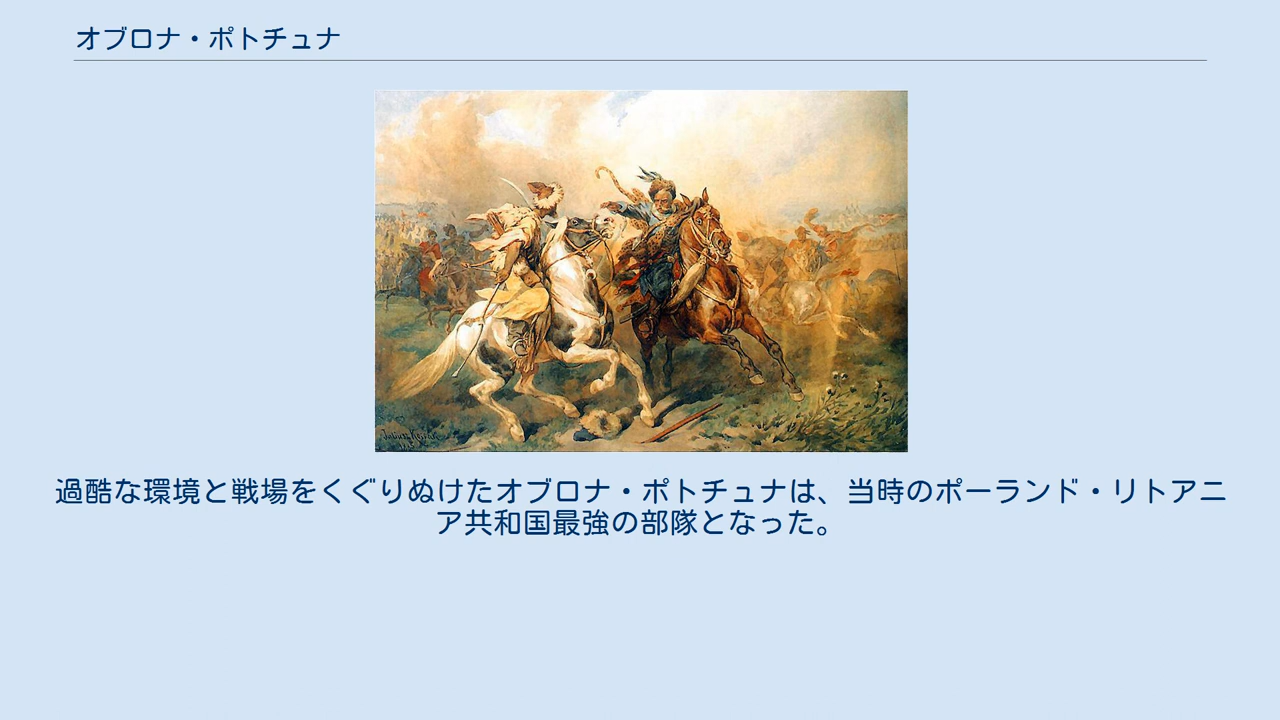 オブロナ・ポトチュナ
Juliusz Kossak
過酷な環境と戦場をくぐりぬけたオブロナ・ポトチュナは、当時のポーランド・リトアニ
ア共和国最強の部隊となった。